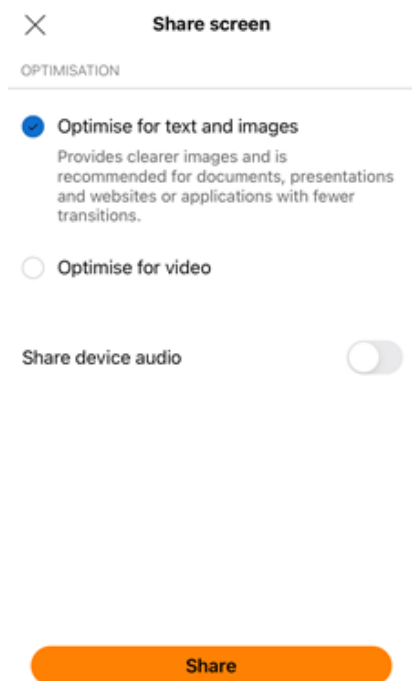 Share screen
OPTIMISATION
Optimise for text and images
Provides clearer images and is
recommended for documents, presentations
and websites or applications with fewer
transitions.
Optimise for video
Share device audio
Share